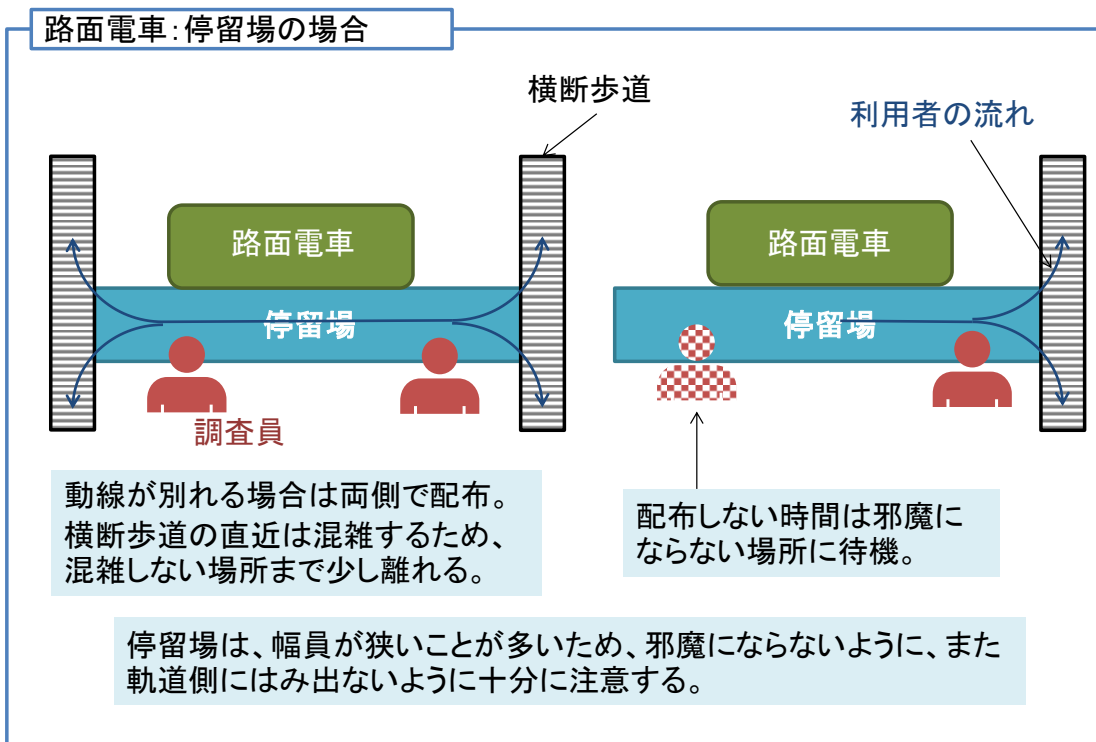 路面電車：停留場の場合
横断歩道
利用者の流れ
路面電車
停留場
調査員
路面電車
停留場
動線が別れる場合は両側で配布。
横断歩道の直近は混雑するため、
混雑しない場所まで少し離れる。
配布しない時間は邪魔に
ならない場所に待機。
停留場は、幅員が狭いことが多いため、邪魔にならないように、また
軌道側にはみ出ないように十分に注意する。